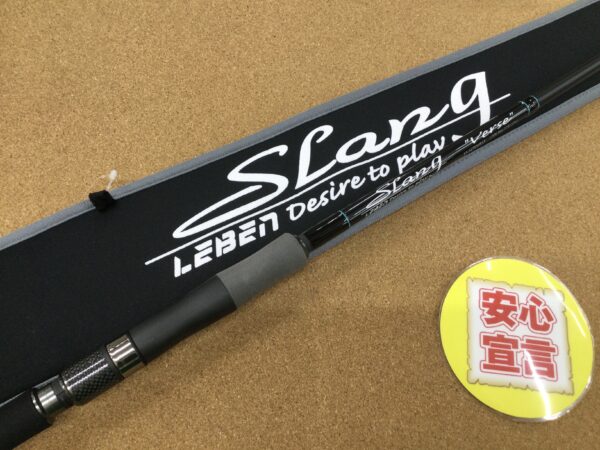 SLang
LEBEN Desire to play
SLang "Verse"
安心
宣言